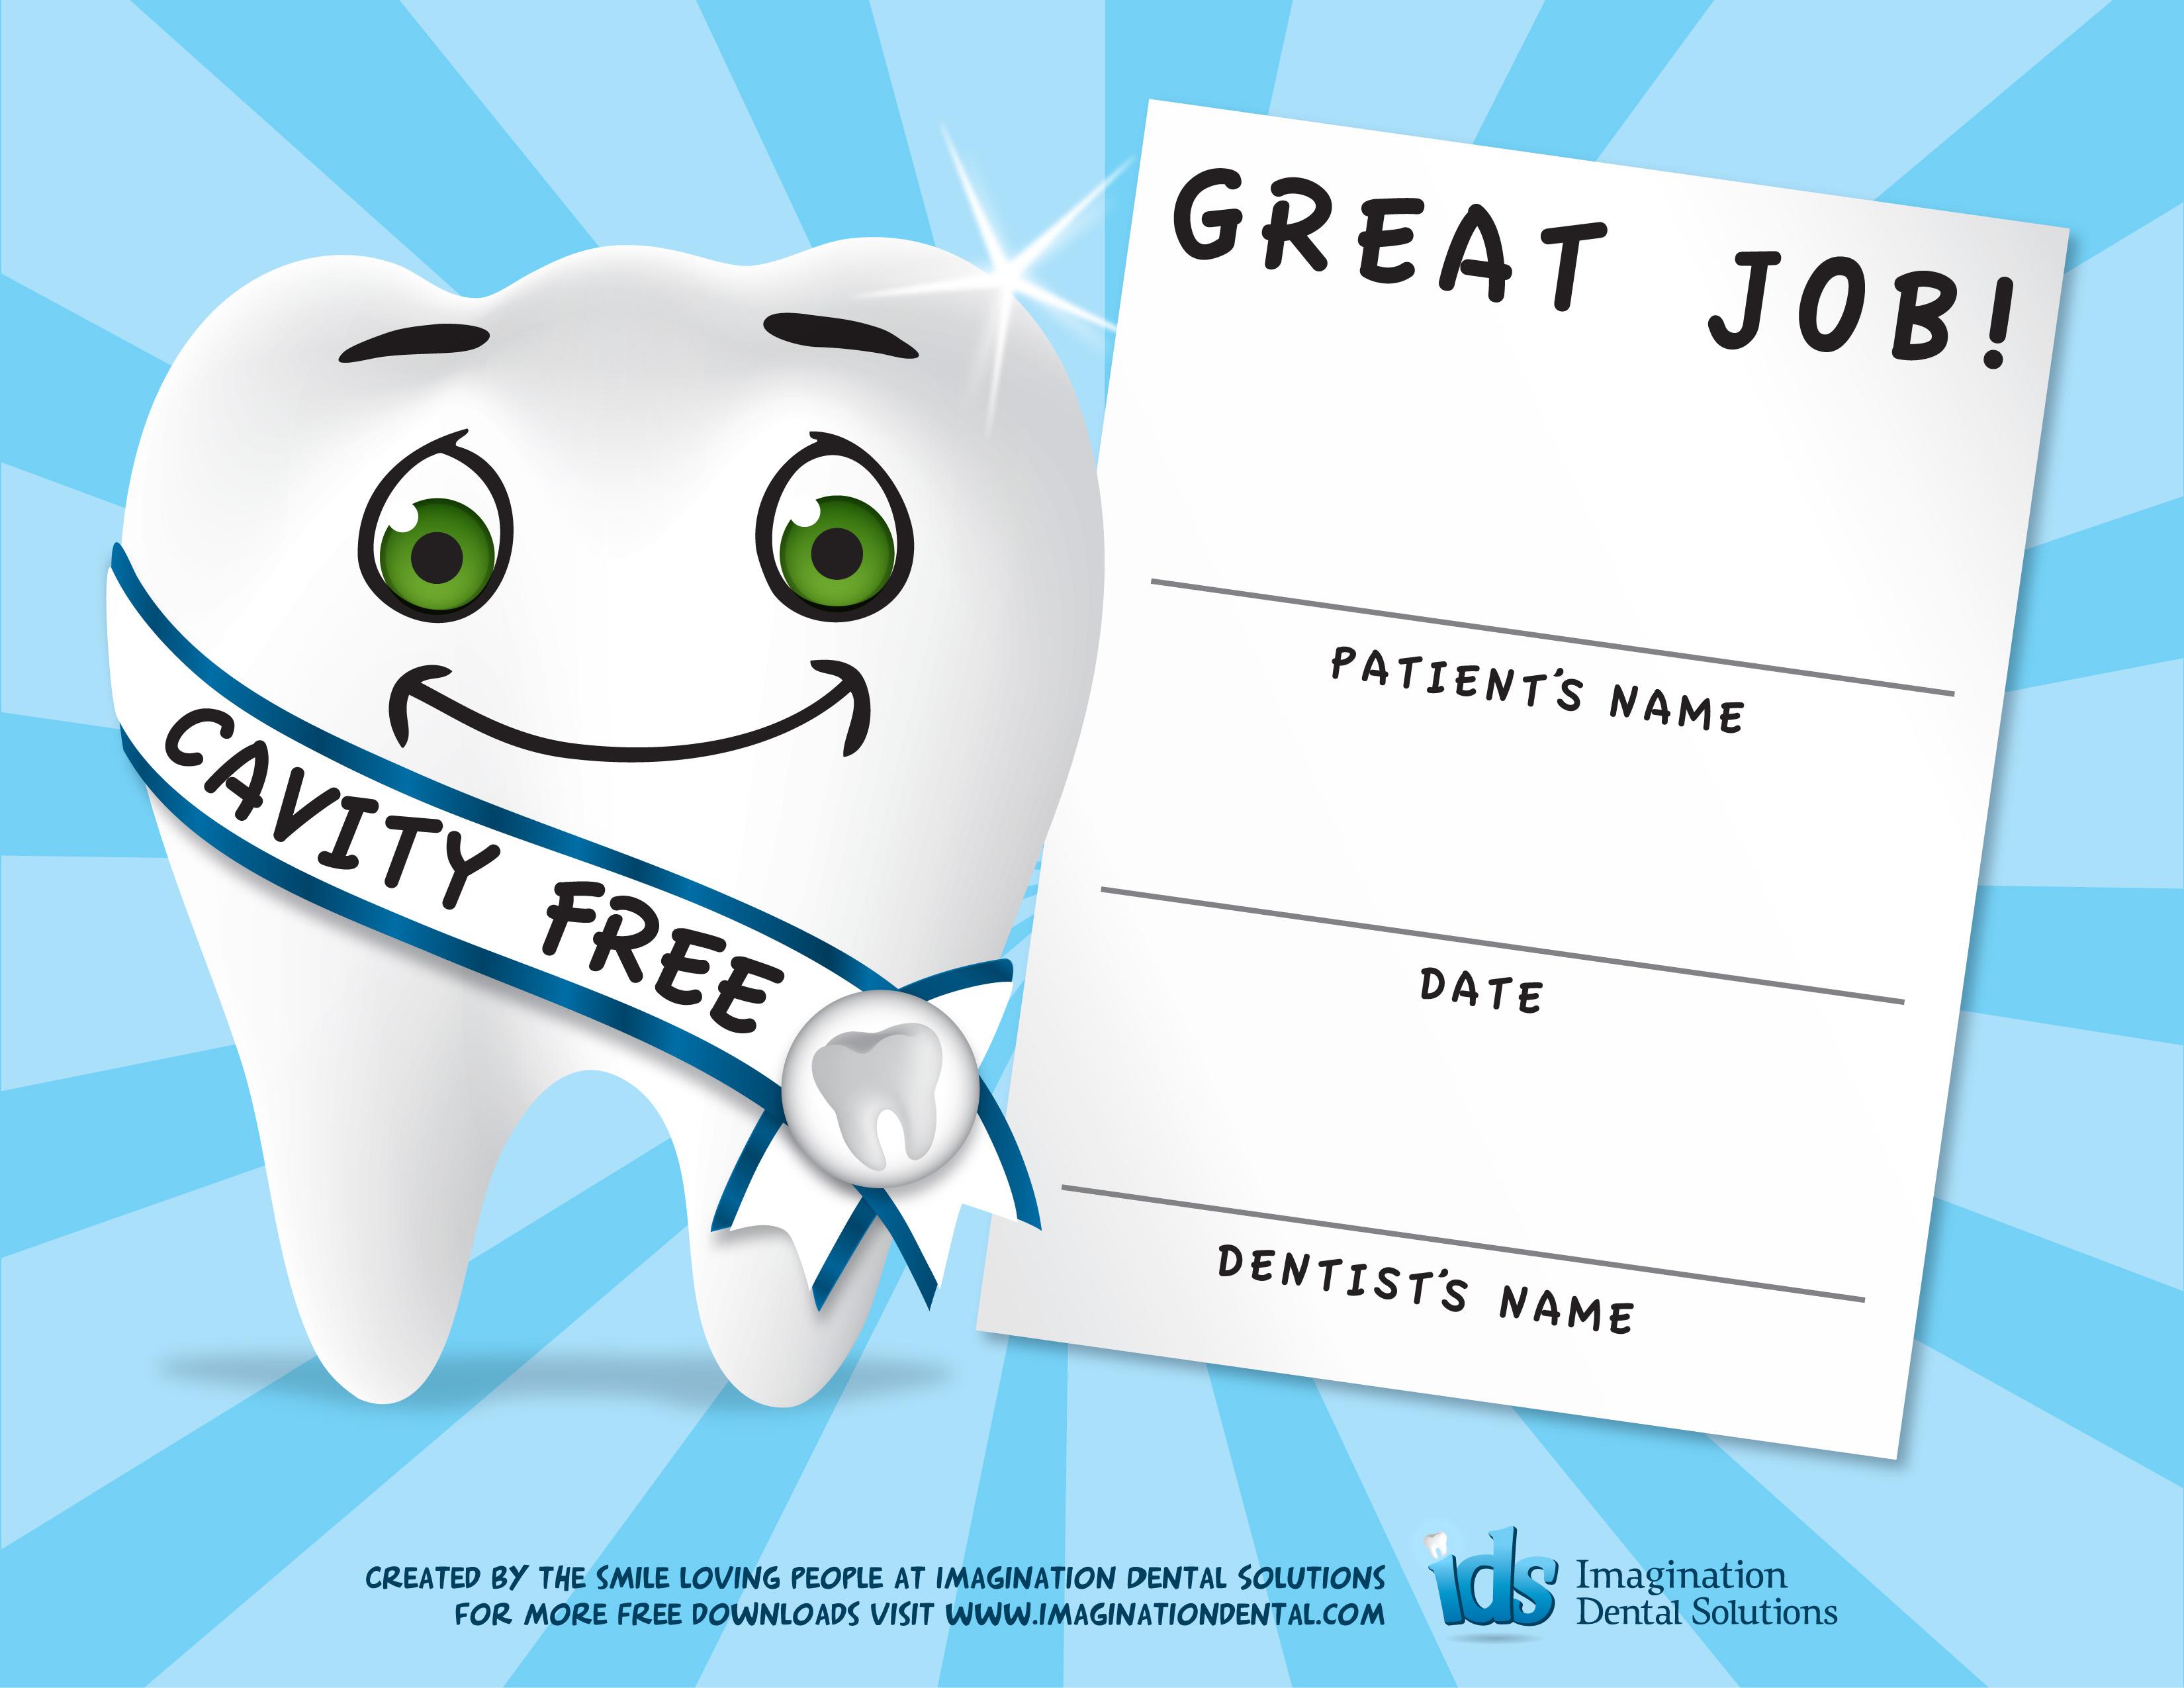 GREAT JOB!
PATIENT'S NAME
DATE
DENTIST'S NAME
CAVITY FREE
CREATED BY THE SMILE LOVING PEOPLE AT IMAGINATION DENTAL SOLUTIONS
FOR MORE FREE DOWNLOADS VISIT WWW.IMAGINATIONDENTAL.COM
ids
Imagination
Dental Solutions